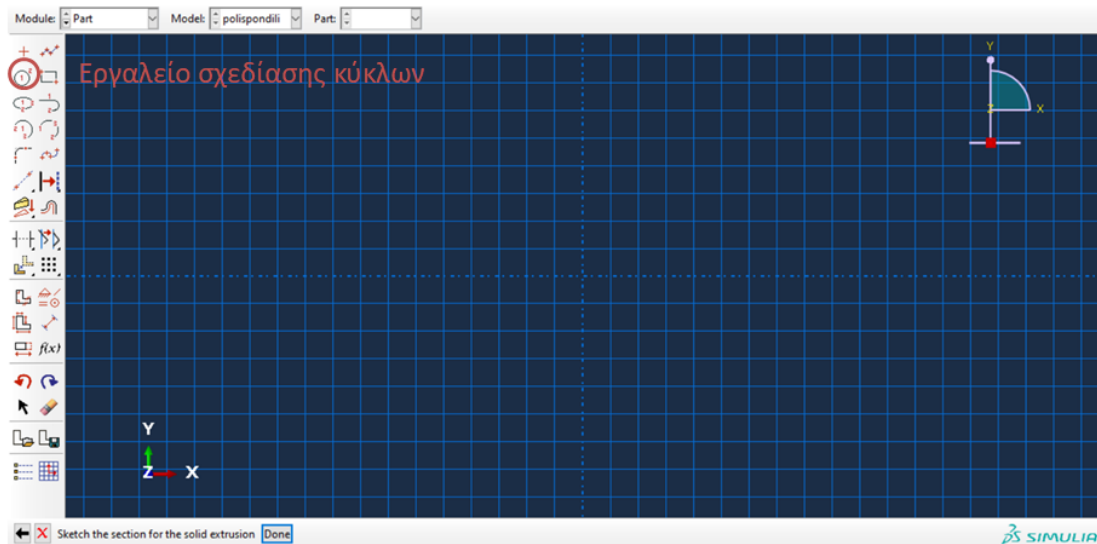 Module: Part Model: polispondili Part:
Εργαλείο σχεδίασης κύκλων
Y
Z X
f(x)
Y
Z X
Sketch the section for the solid extrusion Done
SIMULIA